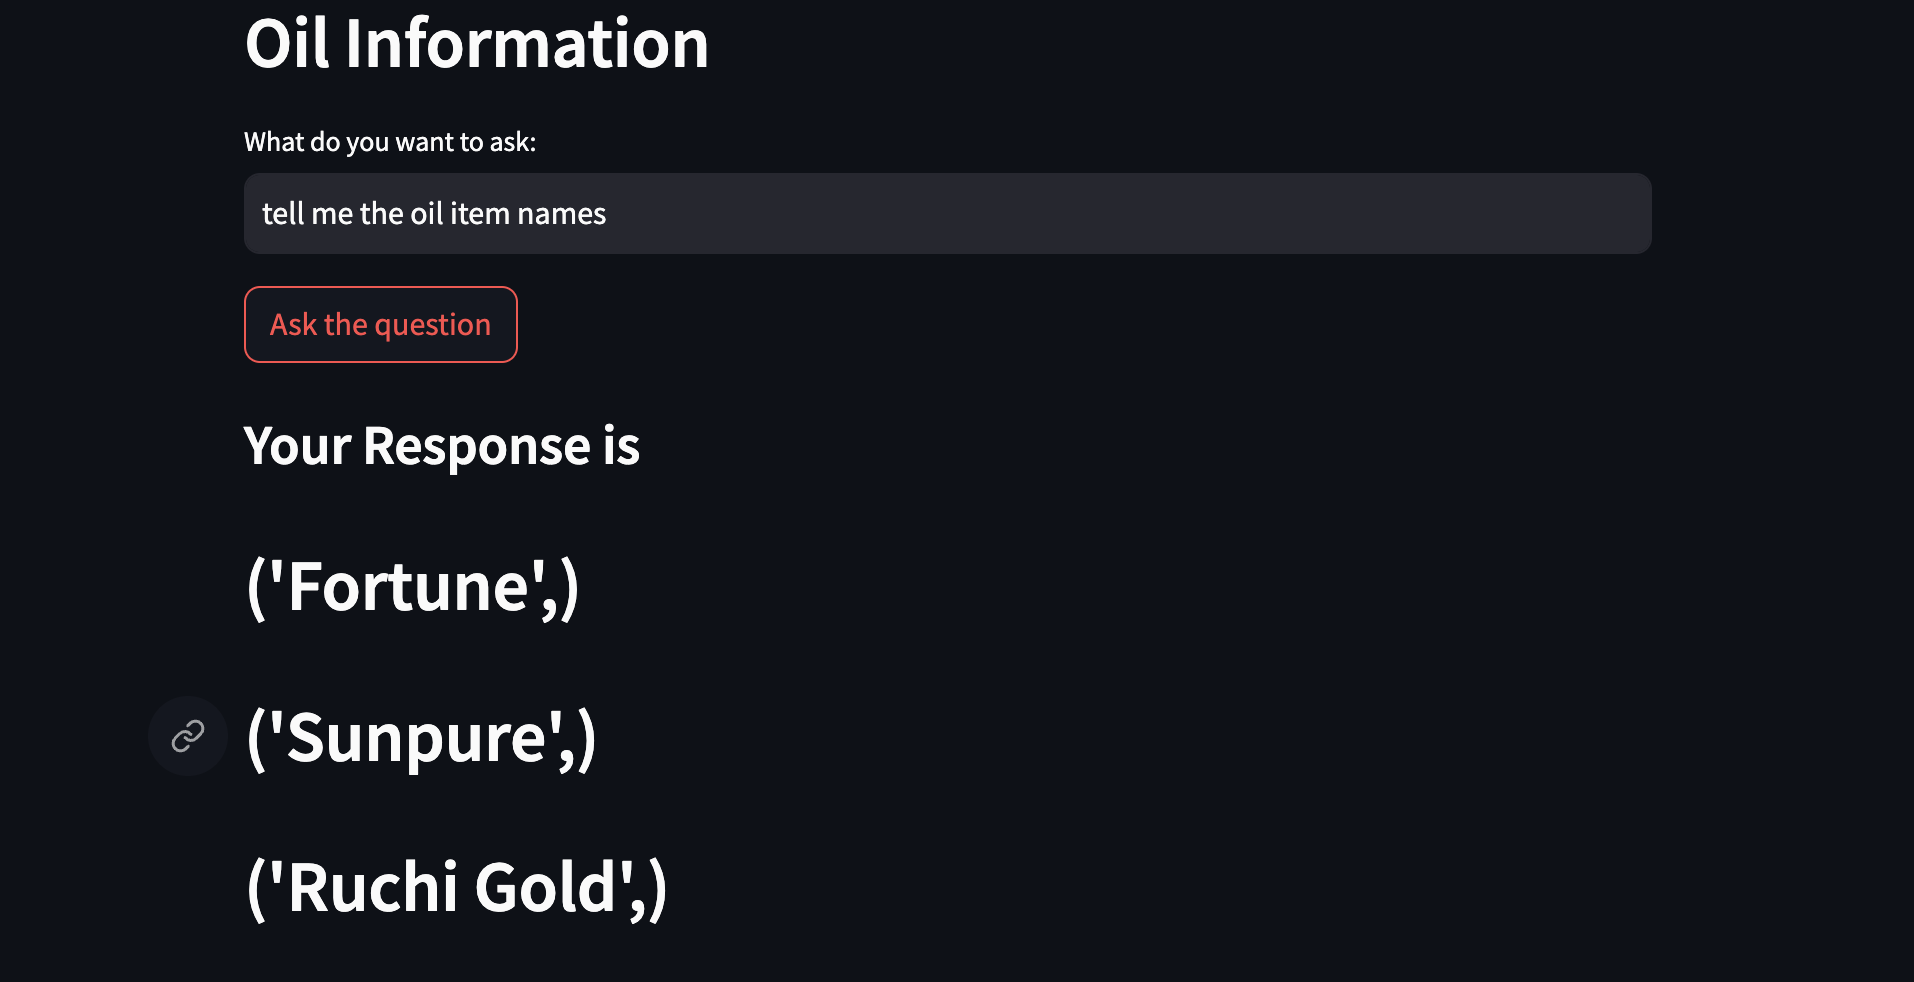 Oil Information
What do you want to ask:
tell me the oil item names
Ask the question
Your Response is
('Fortune',)
('Sunpure',)
('Ruchi Gold',)